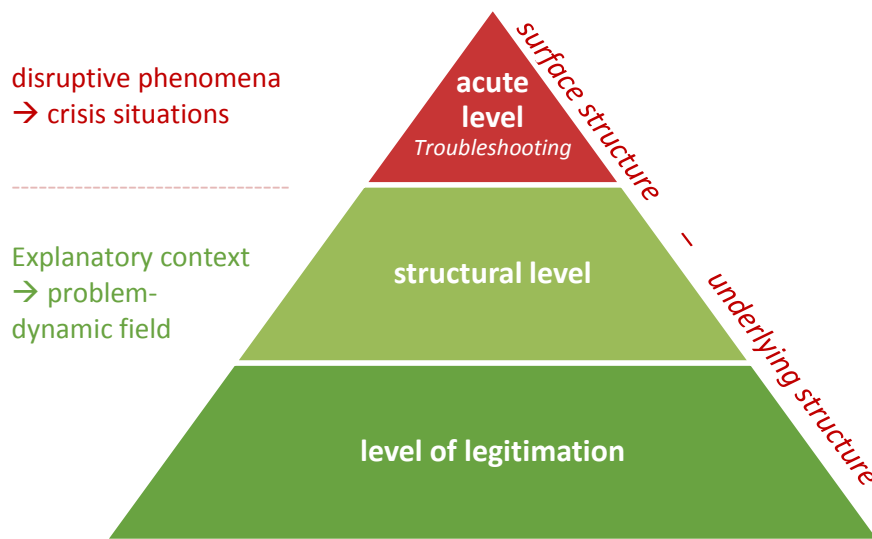 disruptive phenomena
→ crisis situations
Explanatory context
→ problem-
dynamic field
acute
level
Troubleshooting
structural level
level of legitimation
surface structure – underlying structure